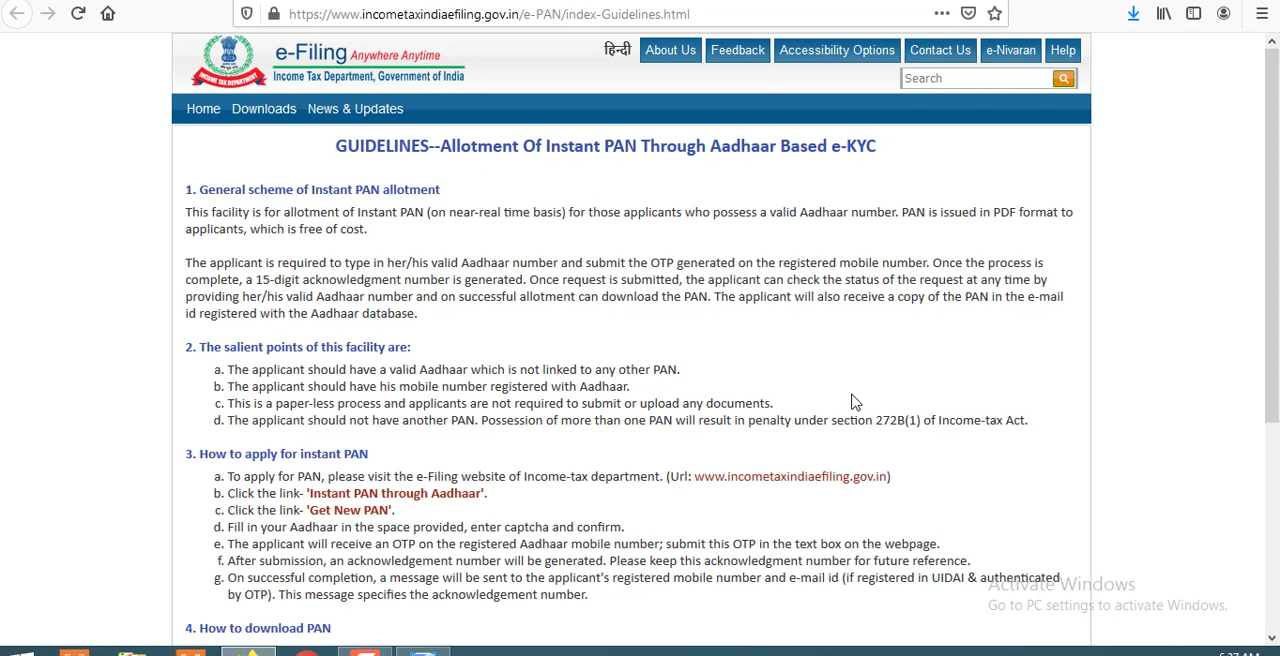 https://www.incometaxindiaefiling.gov.in/e-PAN/index-Guidelines.html
e-Filing Anywhere Anytime
Income Tax Department, Government of India
INCOME TAX DEPARTMENT
हिन्दी About Us Feedback Accessibility Options Contact Us e-Nivaran Help
Search
Home Downloads News & Updates
GUIDELINES--Allotment Of Instant PAN Through Aadhaar Based e-KYC
1. General scheme of Instant PAN allotment
This facility is for allotment of Instant PAN (on near-real time basis) for those applicants who possess a valid Aadhaar number. PAN is issued in PDF format to
applicants, which is free of cost.
The applicant is required to type in her/his valid Aadhaar number and submit the OTP generated on the registered mobile number. Once the process is
complete, a 15-digit acknowledgment number is generated. Once request is submitted, the applicant can check the status of the request at any time by
providing her/his valid Aadhaar number and on successful allotment can download the PAN. The applicant will also receive a copy of the PAN in the e-mail
id registered with the Aadhaar database.
2. The salient points of this facility are:
a. The applicant should have a valid Aadhaar which is not linked to any other PAN.
b. The applicant should have his mobile number registered with Aadhaar.
c. This is a paper-less process and applicants are not required to submit or upload any documents.
d. The applicant should not have another PAN. Possession of more than one PAN will result in penalty under section 272B(1) of Income-tax Act.
3. How to apply for instant PAN
a. To apply for PAN, please visit the e-Filing website of Income-tax department. (Url: www.incometaxindiaefiling.gov.in)
b. Click the link- 'Instant PAN through Aadhaar'.
c. Click the link- 'Get New PAN'.
d. Fill in your Aadhaar in the space provided, enter captcha and confirm.
e. The applicant will receive an OTP on the registered Aadhaar mobile number; submit this OTP in the text box on the webpage.
f. After submission, an acknowledgement number will be generated. Please keep this acknowledgment number for future reference.
g. On successful completion, a message will be sent to the applicant's registered mobile number and e-mail id (if registered in UIDAI & authenticated
by OTP). This message specifies the acknowledgement number.
Activate Windows
Go to PC settings to activate Windows.
4. How to download PAN